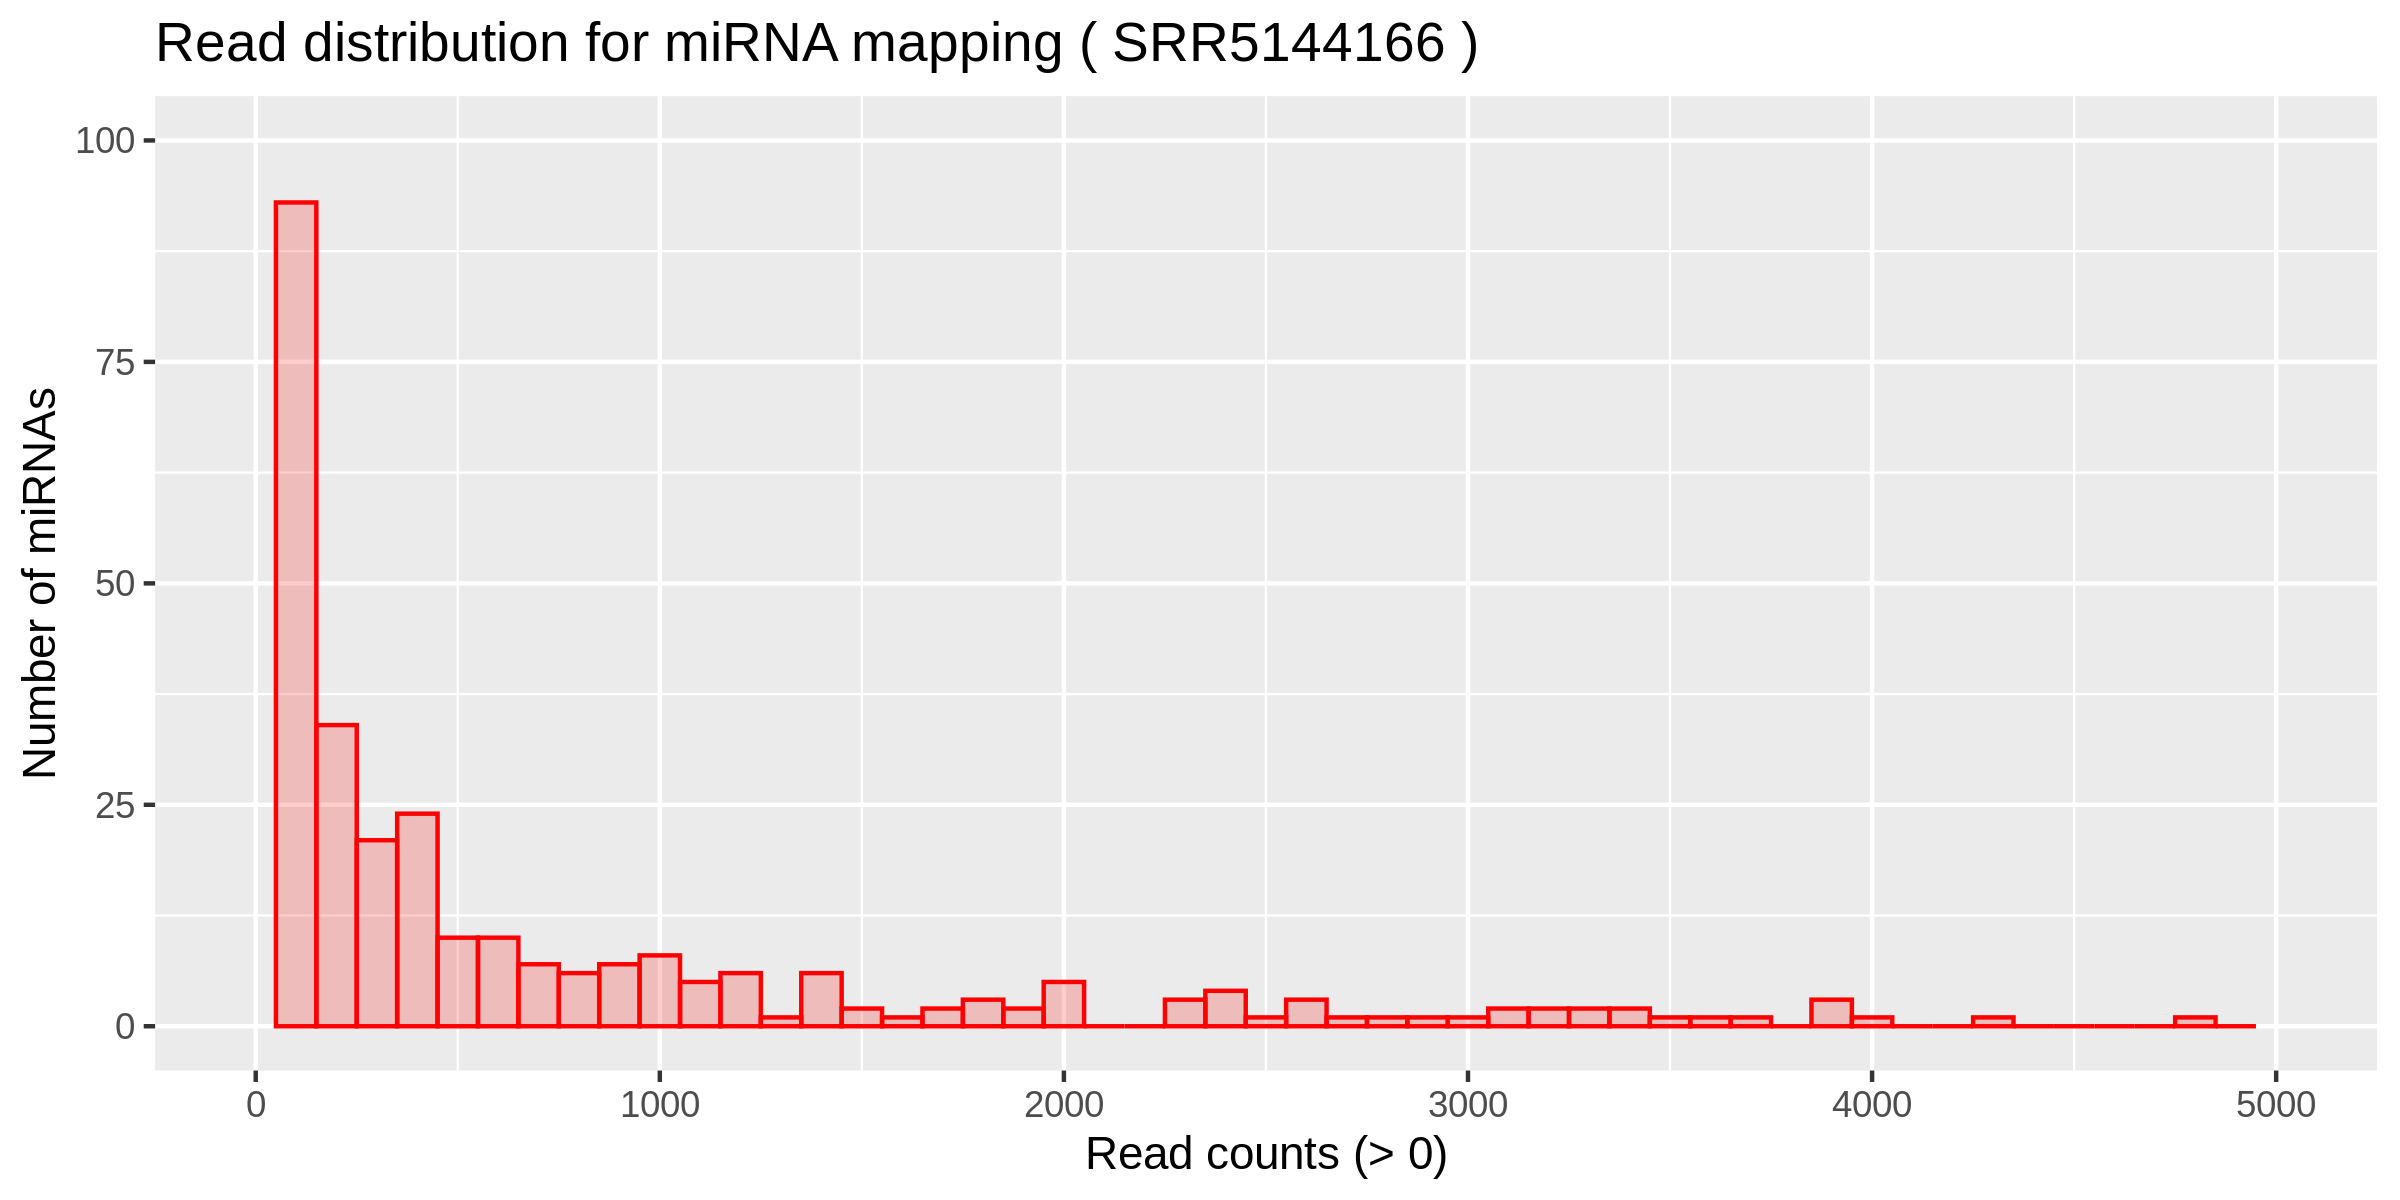 Read distribution for miRNA mapping ( SRR5144166 )
Number of miRNAs
100
75
50
25
0
0 1000 2000 3000 4000 5000
Read counts (> 0)